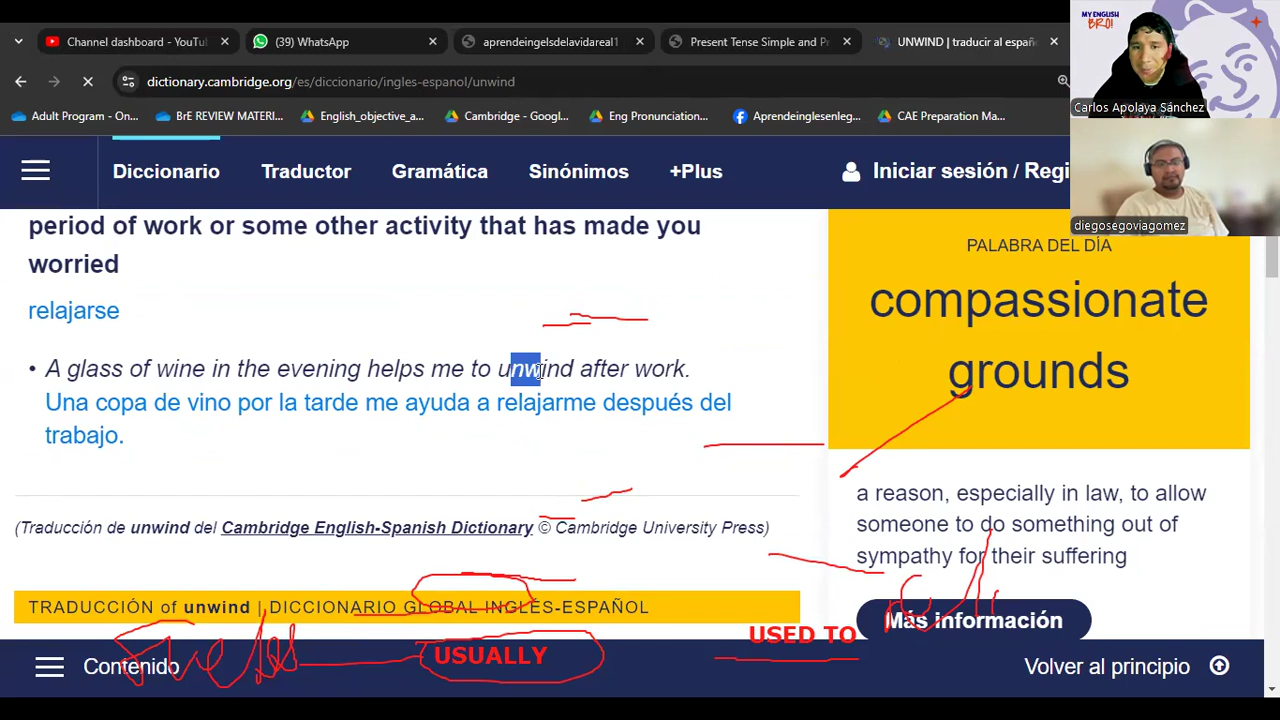 Channel dashboard - YouTu
(39) WhatsApp
aprendeingelsdelavidareal1
Present Tense Simple and Pr
UNWIND | traducir al españo
MY ENGLISH
BRO!
dictionary.cambridge.org/es/diccionario/ingles-espanol/unwind
Carlos Apolaya Sánchez
Adult Program - On...
BrE REVIEW MATERI...
English_objective_a...
Cambridge - Googl...
Eng Pronunciation...
Aprendeinglesenleg...
CAE Preparation Ma...
Diccionario
Traductor
Gramática
Sinónimos
+Plus
Iniciar sesión / Regi
diegosegoviagomez
period of work or some other activity that has made you
worried
relajarse
• A glass of wine in the evening helps me to unwind after work.
Una copa de vino por la tarde me ayuda a relajarme después del
trabajo.
(Traducción de unwind del Cambridge English-Spanish Dictionary © Cambridge University Press)
TRADUCCIÓN of unwind | DICCIONARIO GLOBAL INGLÉS-ESPAÑOL
PALABRA DEL DÍA
compassionate
grounds
a reason, especially in law, to allow
someone to do something out of
sympathy for their suffering
Más información
USED TO
USUALLY
Contenido
Volver al principio